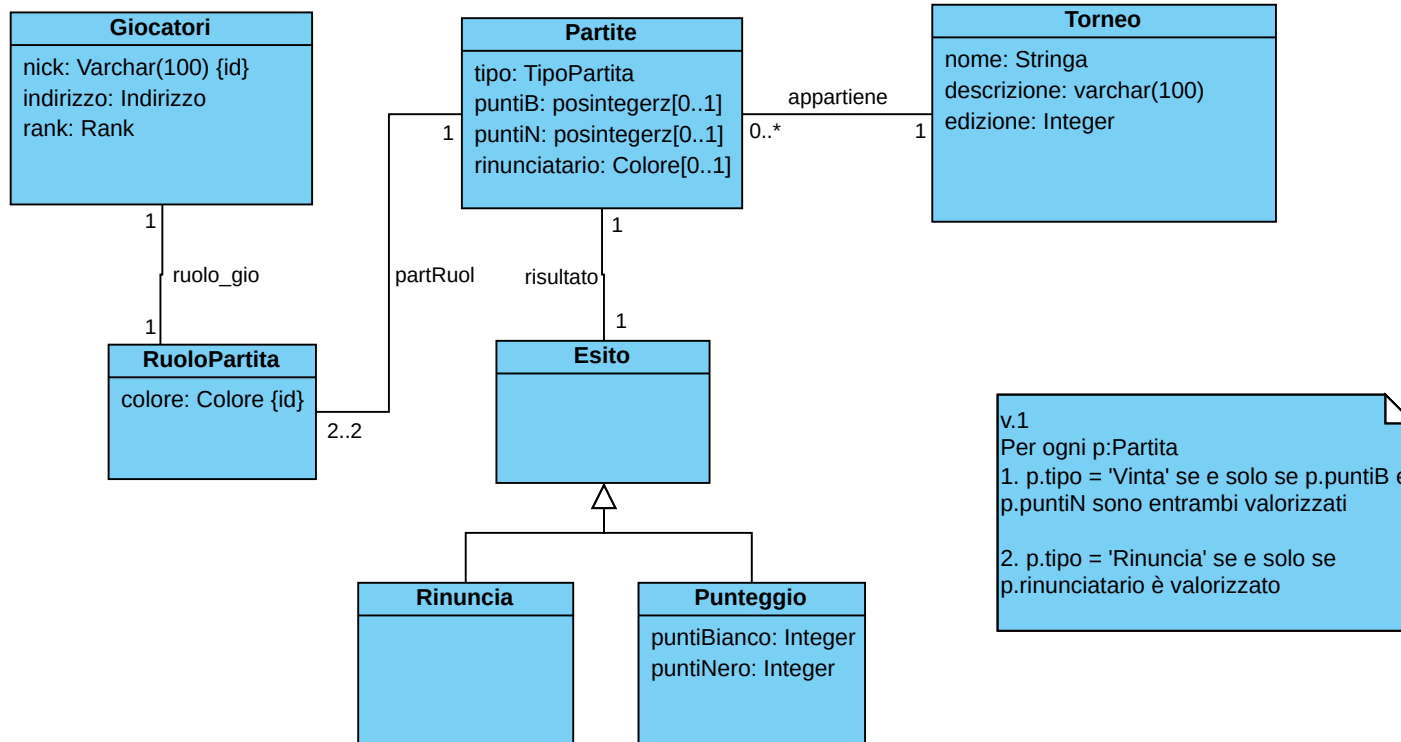 Giocatori
nick: Varchar(100) {id}
indirizzo: Indirizzo
rank: Rank
Partite
tipo: TipoPartita
puntiB: posintegerz[0..1]
puntiN: posintegerz[0..1]
rinunciatario: Colore[0..1]
Torneo
nome: Stringa
descrizione: varchar(100)
edizione: Integer
appartiene
0..*
1
1
1
ruolo_gio
1
partRuol
1
risultato
1
RuoloPartita
colore: Colore {id}
2..2
Esito
Rinuncia
Punteggio
puntiBianco: Integer
puntiNero: Integer
v.1
Per ogni p:Partita
1. p.tipo = 'Vinta' se e solo se p.puntiB e
p.puntiN sono entrambi valorizzati
2. p.tipo = 'Rinuncia' se e solo se
p.rinunciatario è valorizzato